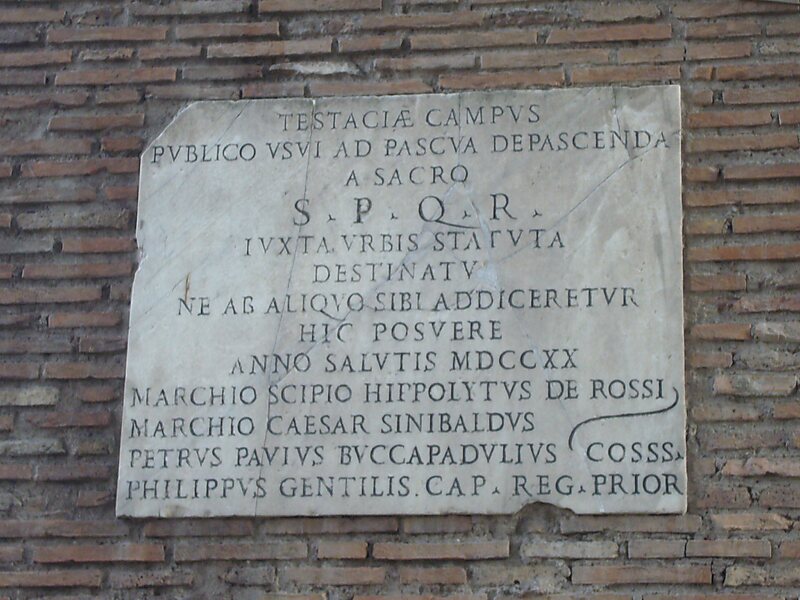 TESTACIÆ CAMPVS
PVBLICO VSVI AD PASCVA DEPASCENDA
A SACRO
S . P . Q . R .
IVXTA VRBIS STATVTA
DESTINATV
NE AB ALIQVO SIBI ADDICERETVR
HIC POSVERE
ANNO SALVTIS MDCCXX
MARCHIO SCIPIO HIPPOLYTVS DE ROSSI
MARCHIO CAESAR SINIBALDVS
PETRVS PAVIVS BVCCAPADVLIVS COSSS.
PHILIPPVS GENTILIS. CAP. REG. PRIOR